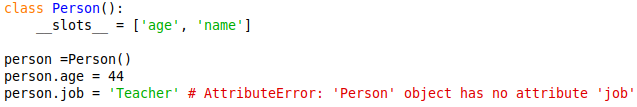 class Person():
    __slots__ = ['age', 'name']

person =Person()
person.age = 44
person.job = 'Teacher' # AttributeError: 'Person' object has no attribute 'job'